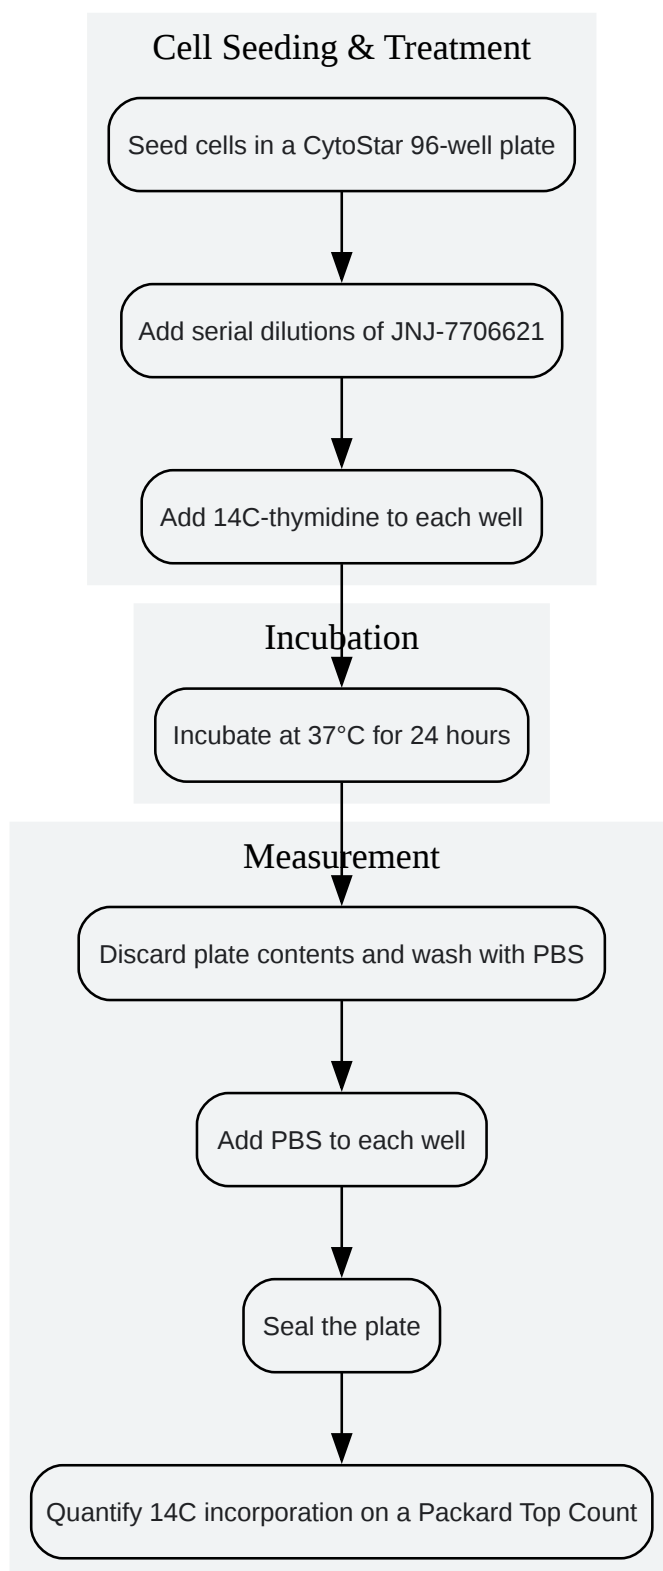 Cell Seeding & Treatment
Seed cells in a CytoStar 96-well plate
Add serial dilutions of JNJ-7706621
Add 14C-thymidine to each well
Incubation
Incubate at 37°C for 24 hours
Measurement
Discard plate contents and wash with PBS
Add PBS to each well
Seal the plate
Quantify 14C incorporation on a Packard Top Count